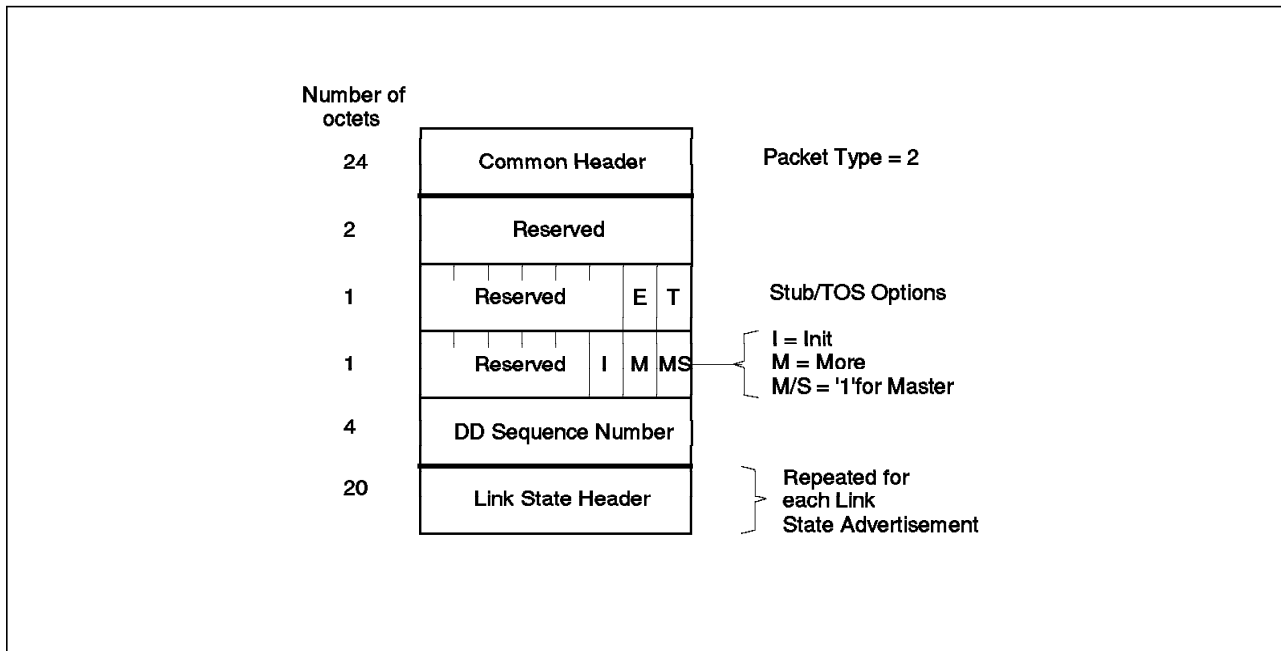 Number of
octets
24 Common Header Packet Type = 2
2 Reserved
1 Reserved E T Stub/TOS Options
1 Reserved I M MS
I = Init
M = More
M/S = '1'for Master
4 DD Sequence Number
20 Link State Header
Repeated for
each Link
State Advertisement